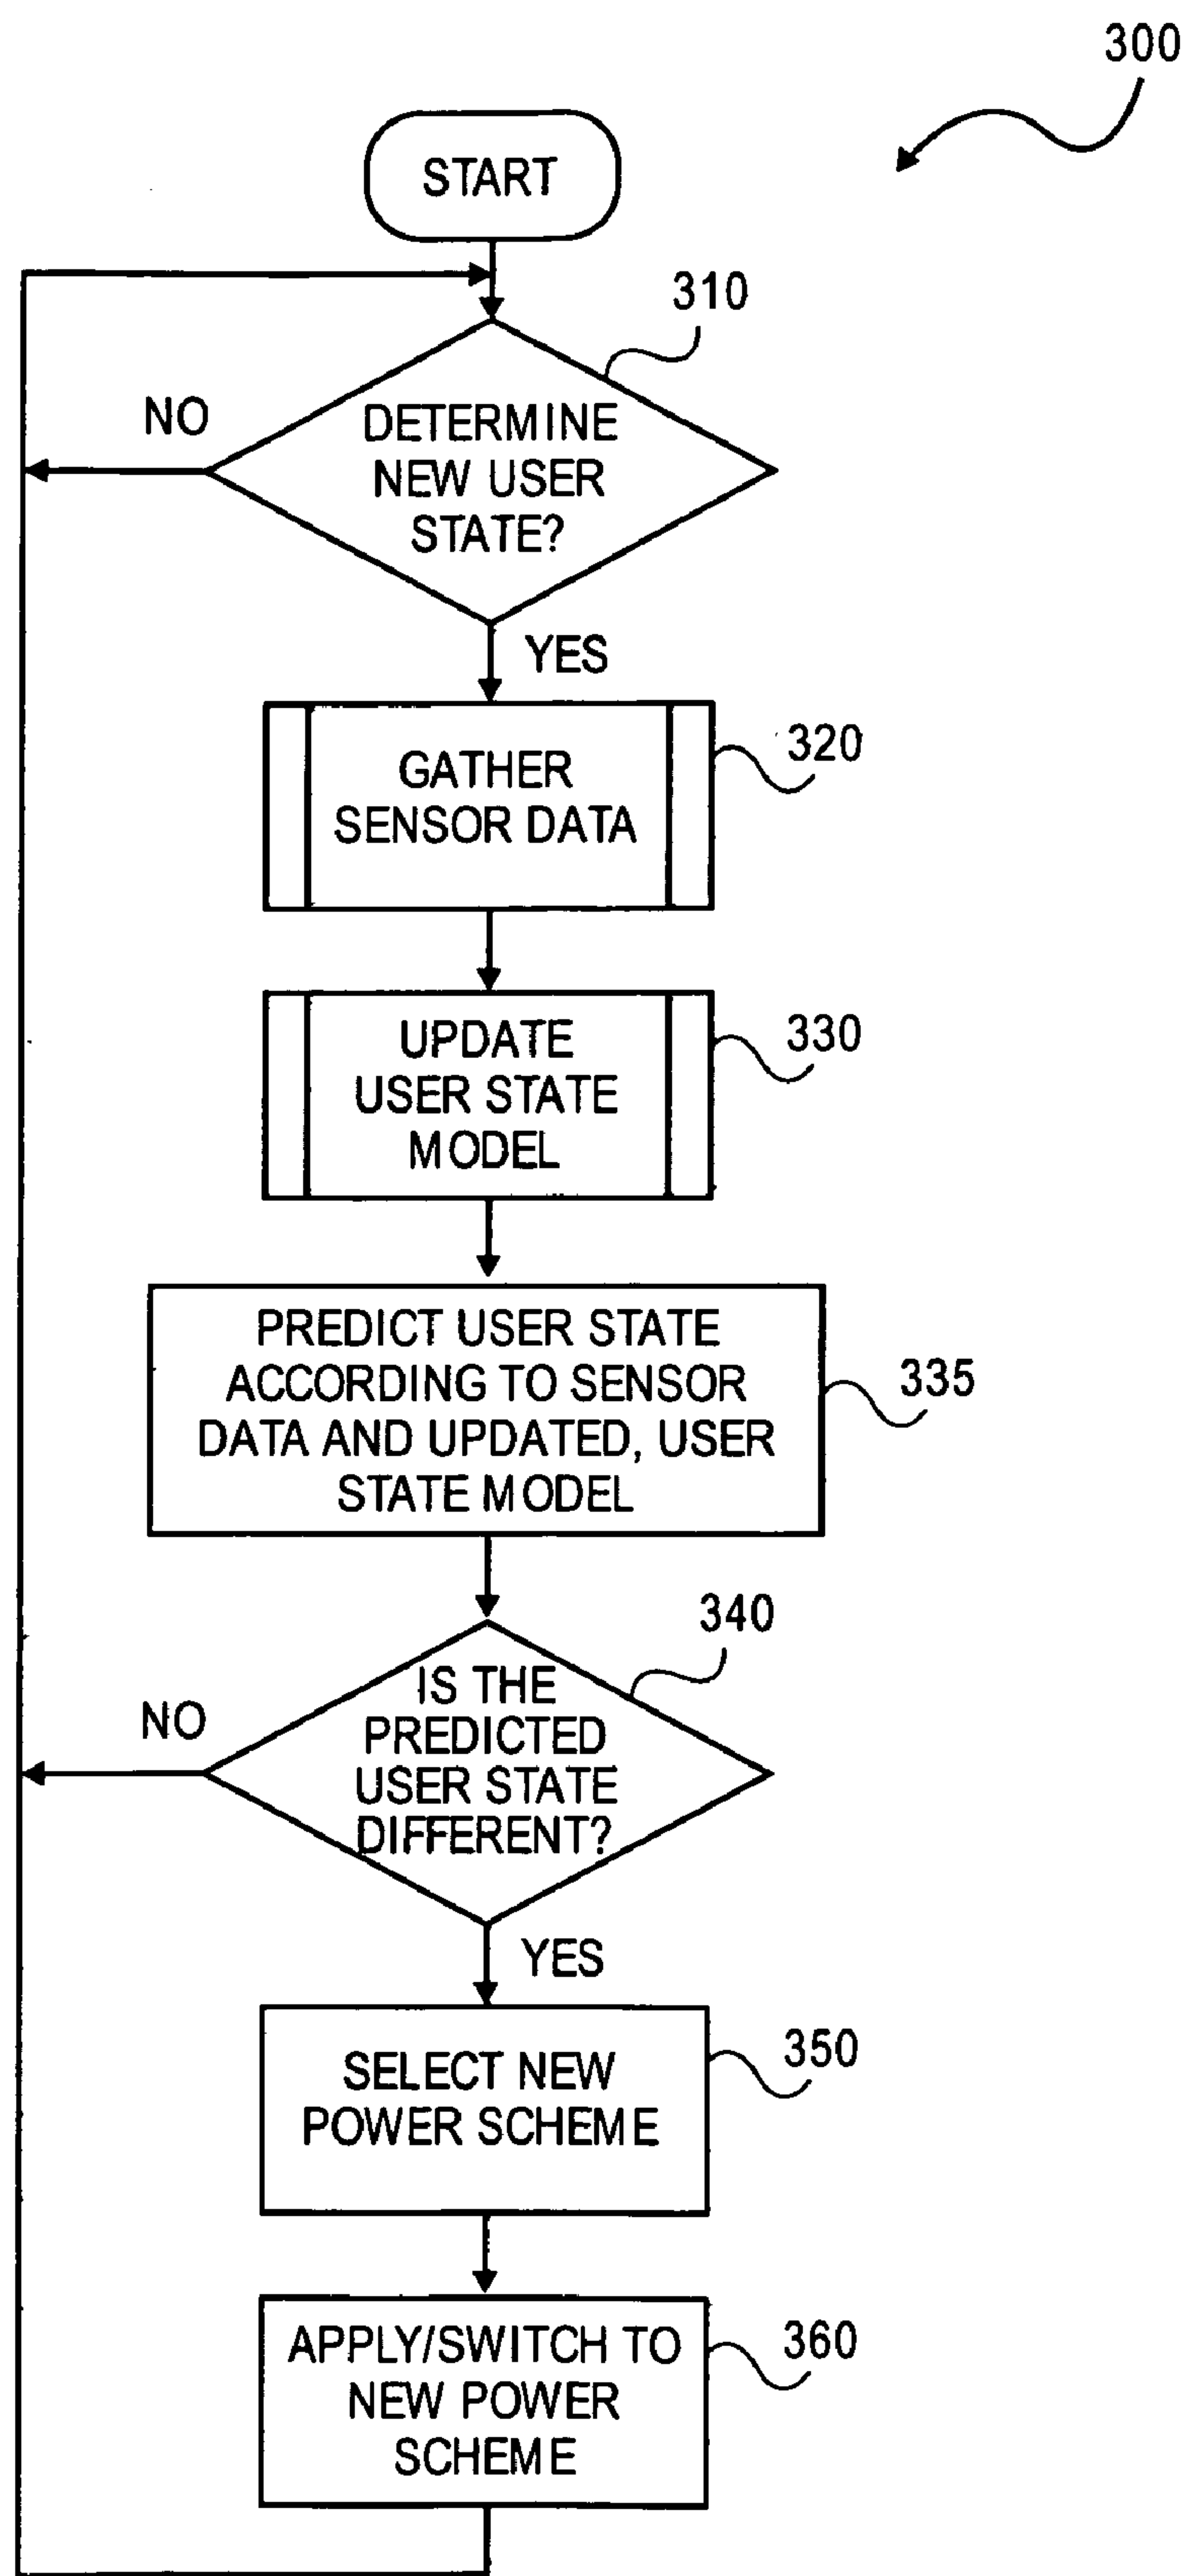 300
START
310
NO
DETERMINE
NEW USER
STATE?
YES
320
GATHER
SENSOR DATA
330
UPDATE
USER STATE
MODEL
PREDICT USER STATE
ACCORDING TO SENSOR
DATA AND UPDATED, USER
STATE MODEL
335
340
NO
IS THE
PREDICTED
USER STATE
DIFFERENT?
YES
350
SELECT NEW
POWER SCHEME
360
APPLY/SWITCH TO
NEW POWER
SCHEME